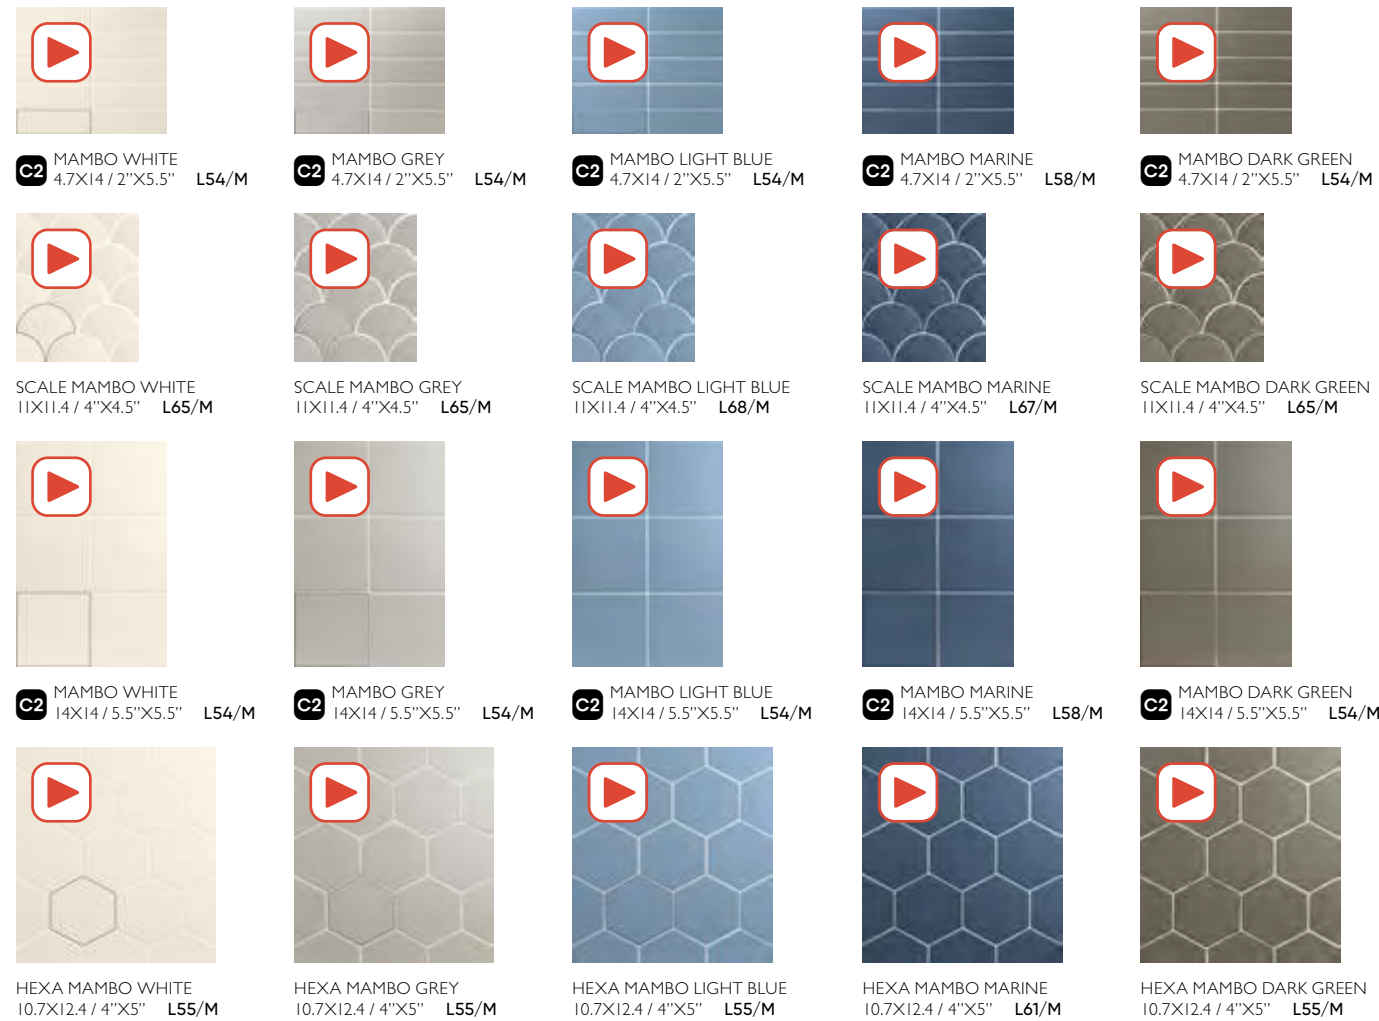 C2 MAMBO WHITE
4.7X14 / 2”X5.5” L54/M
C2 MAMBO GREY
4.7X14 / 2”X5.5” L54/M
C2 MAMBO LIGHT BLUE
4.7X14 / 2”X5.5” L54/M
C2 MAMBO MARINE
4.7X14 / 2”X5.5” L58/M
C2 MAMBO DARK GREEN
4.7X14 / 2”X5.5” L54/M
SCALE MAMBO WHITE
11X11.4 / 4”X4.5” L65/M
SCALE MAMBO GREY
11X11.4 / 4”X4.5” L65/M
SCALE MAMBO LIGHT BLUE
11X11.4 / 4”X4.5” L68/M
SCALE MAMBO MARINE
11X11.4 / 4”X4.5” L67/M
SCALE MAMBO DARK GREEN
11X11.4 / 4”X4.5” L65/M
C2 MAMBO WHITE
14X14 / 5.5”X5.5” L54/M
C2 MAMBO GREY
14X14 / 5.5”X5.5” L54/M
C2 MAMBO LIGHT BLUE
14X14 / 5.5”X5.5” L54/M
C2 MAMBO MARINE
14X14 / 5.5”X5.5” L58/M
C2 MAMBO DARK GREEN
14X14 / 5.5”X5.5” L54/M
HEXA MAMBO WHITE
10.7X12.4 / 4”X5” L55/M
HEXA MAMBO GREY
10.7X12.4 / 4”X5” L55/M
HEXA MAMBO LIGHT BLUE
10.7X12.4 / 4”X5” L55/M
HEXA MAMBO MARINE
10.7X12.4 / 4”X5” L61/M
HEXA MAMBO DARK GREEN
10.7X12.4 / 4”X5” L55/M